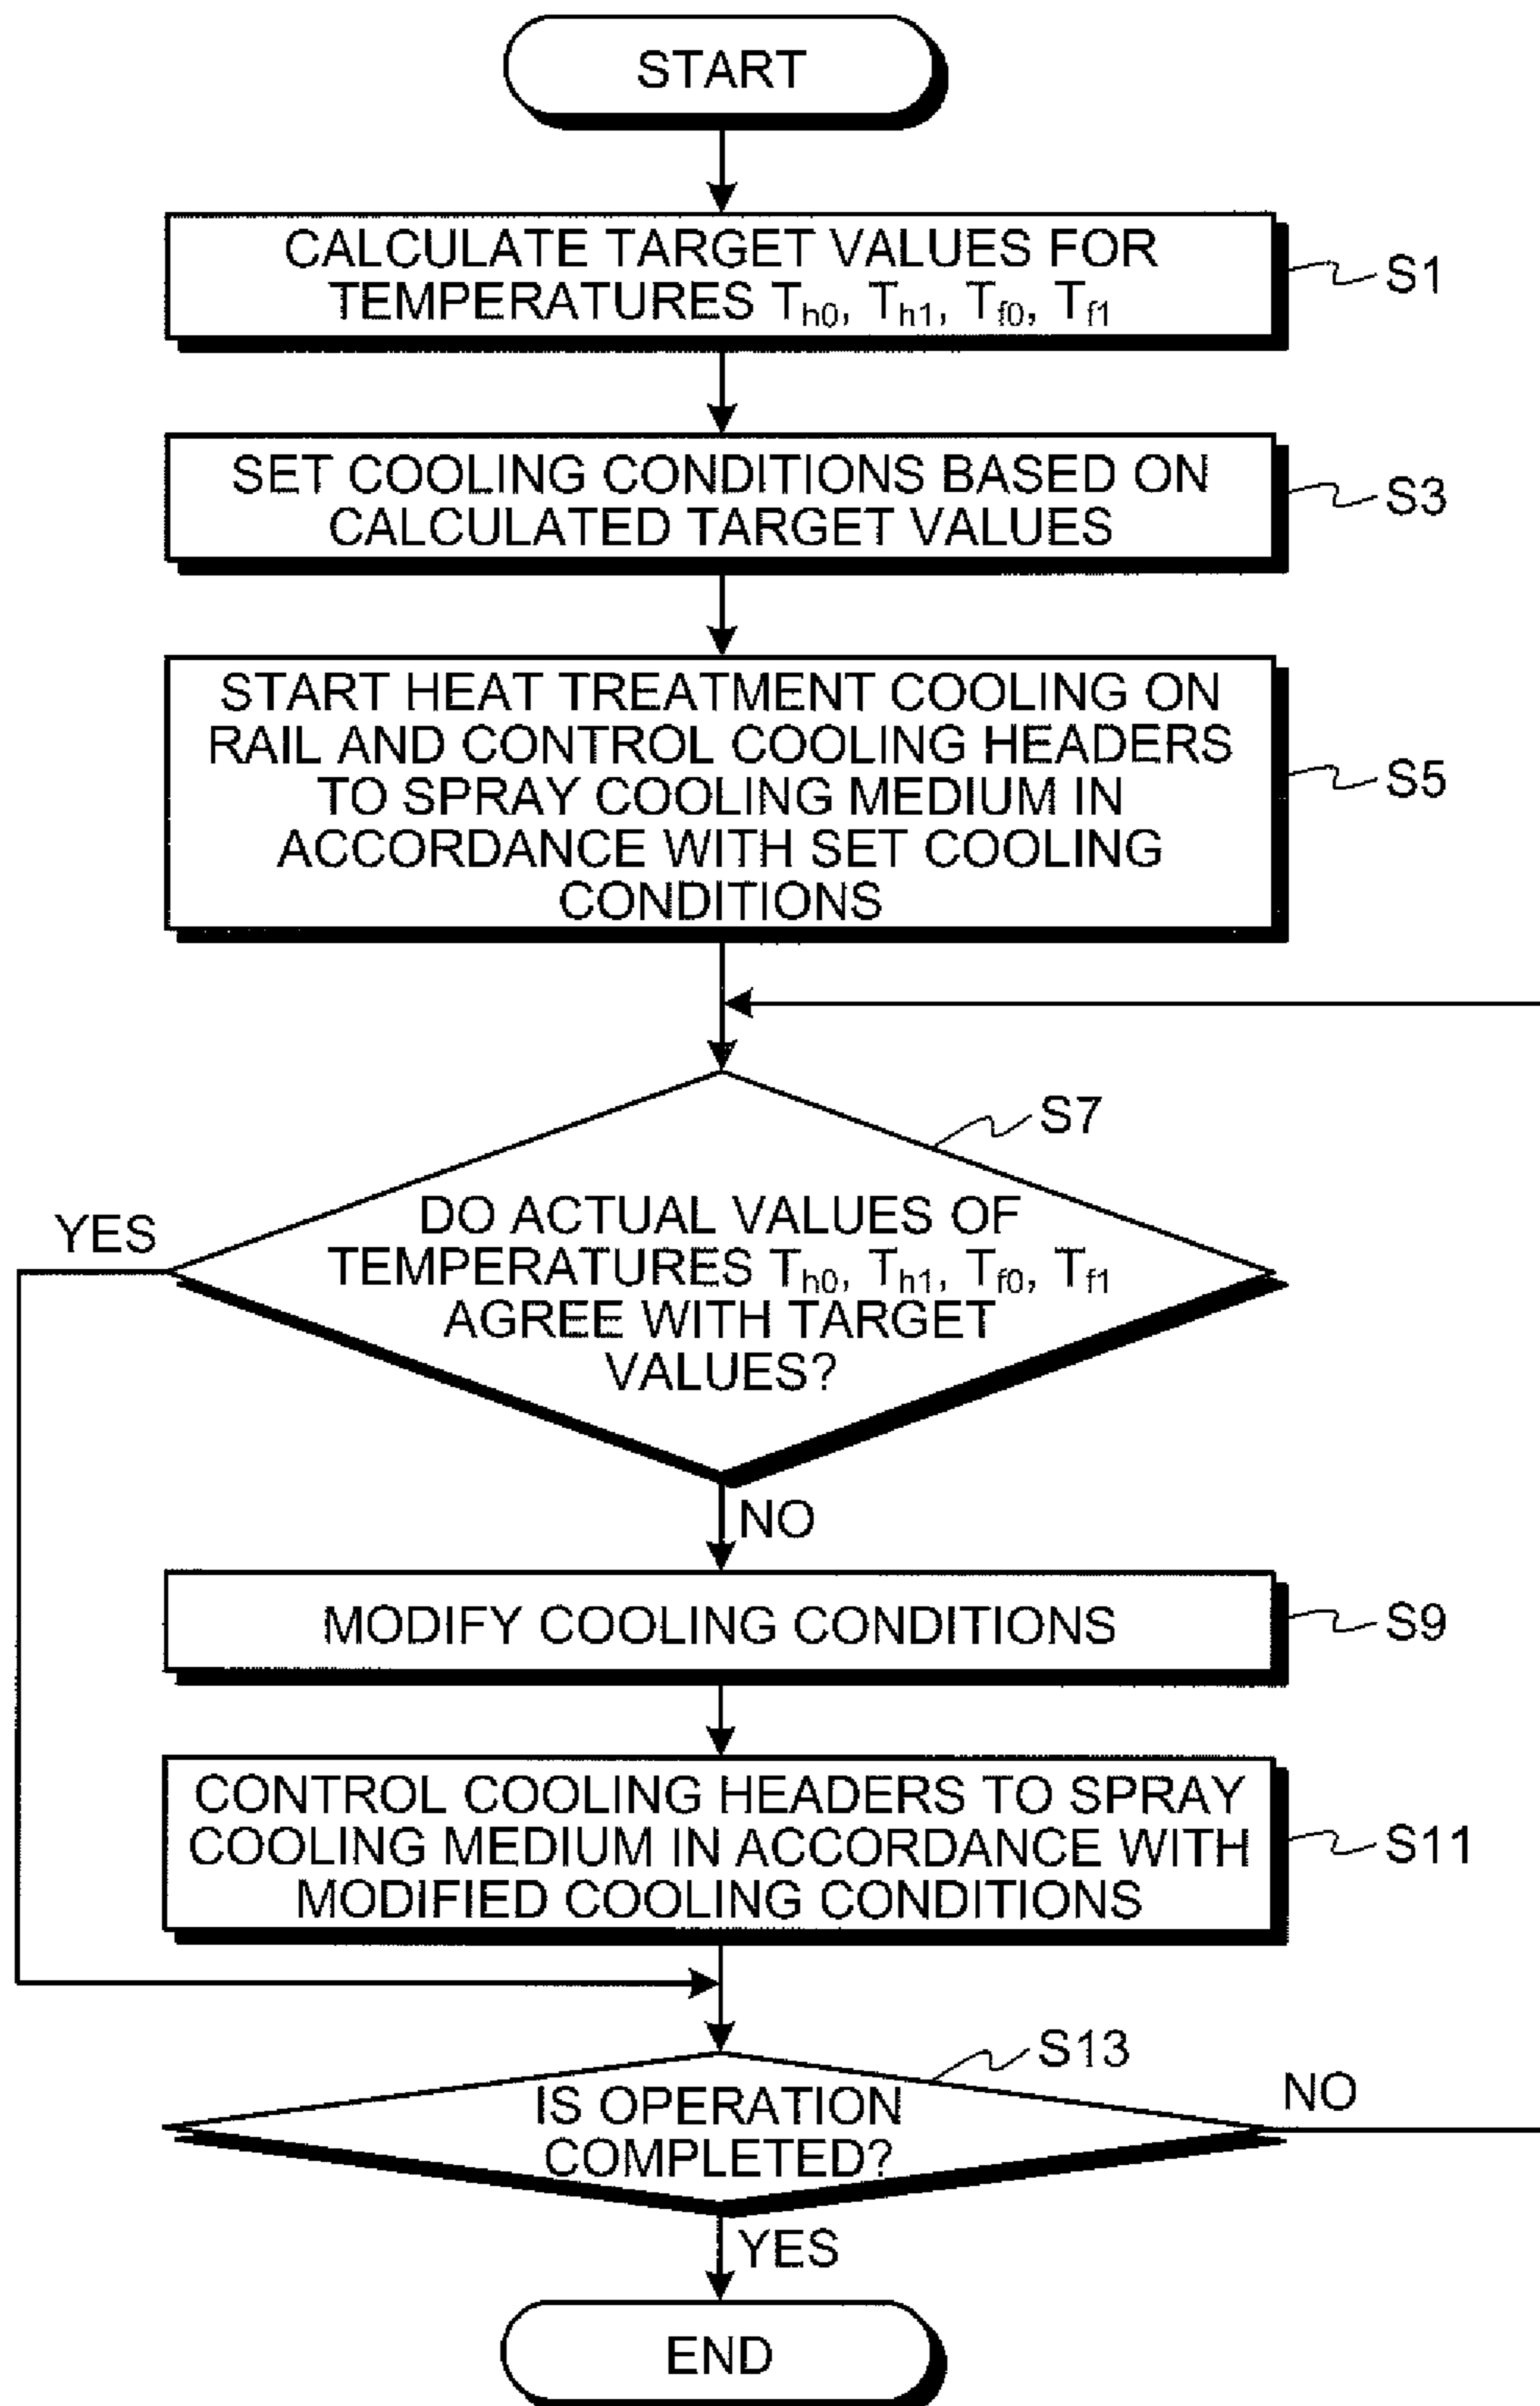 START
CALCULATE TARGET VALUES FOR
TEMPERATURES Th0, Th1, Tf0, Tf1
S1
SET COOLING CONDITIONS BASED ON
CALCULATED TARGET VALUES
S3
START HEAT TREATMENT COOLING ON
RAIL AND CONTROL COOLING HEADERS
TO SPRAY COOLING MEDIUM IN
ACCORDANCE WITH SET COOLING
CONDITIONS
S5
S7
YES
DO ACTUAL VALUES OF
TEMPERATURES Th0, Th1, Tf0, Tf1
AGREE WITH TARGET
VALUES?
NO
MODIFY COOLING CONDITIONS
S9
CONTROL COOLING HEADERS TO SPRAY
COOLING MEDIUM IN ACCORDANCE WITH
MODIFIED COOLING CONDITIONS
S11
S13
IS OPERATION
COMPLETED?
NO
YES
END